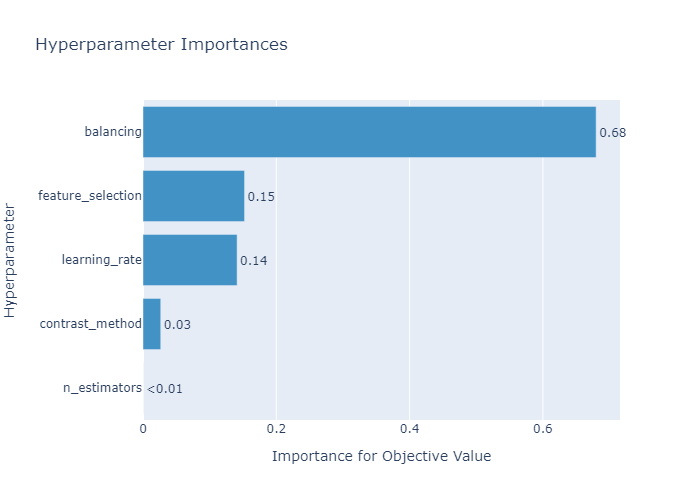 Hyperparameter Importances
Hyperparameter
balancing 0.68
feature_selection 0.15
learning_rate 0.14
contrast_method 0.03
n_estimators <0.01
0 0.2 0.4 0.6
Importance for Objective Value